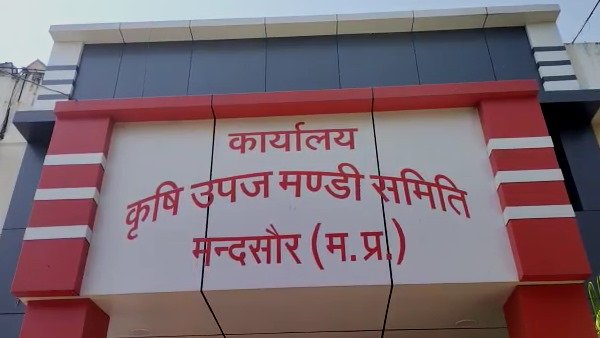 कार्यालय
कृषि उपज मण्डी समिति
मन्दसौर (म.प्र.)